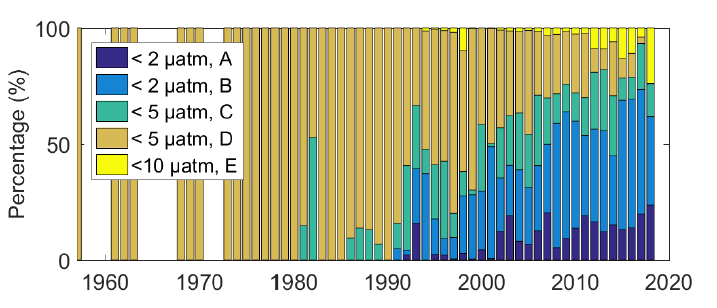 100
50
0
Percentage (%)
< 2 µatm, A
< 2 µatm, B
< 5 µatm, C
< 5 µatm, D
<10 µatm, E
1960 1970 1980 1990 2000 2010 2020